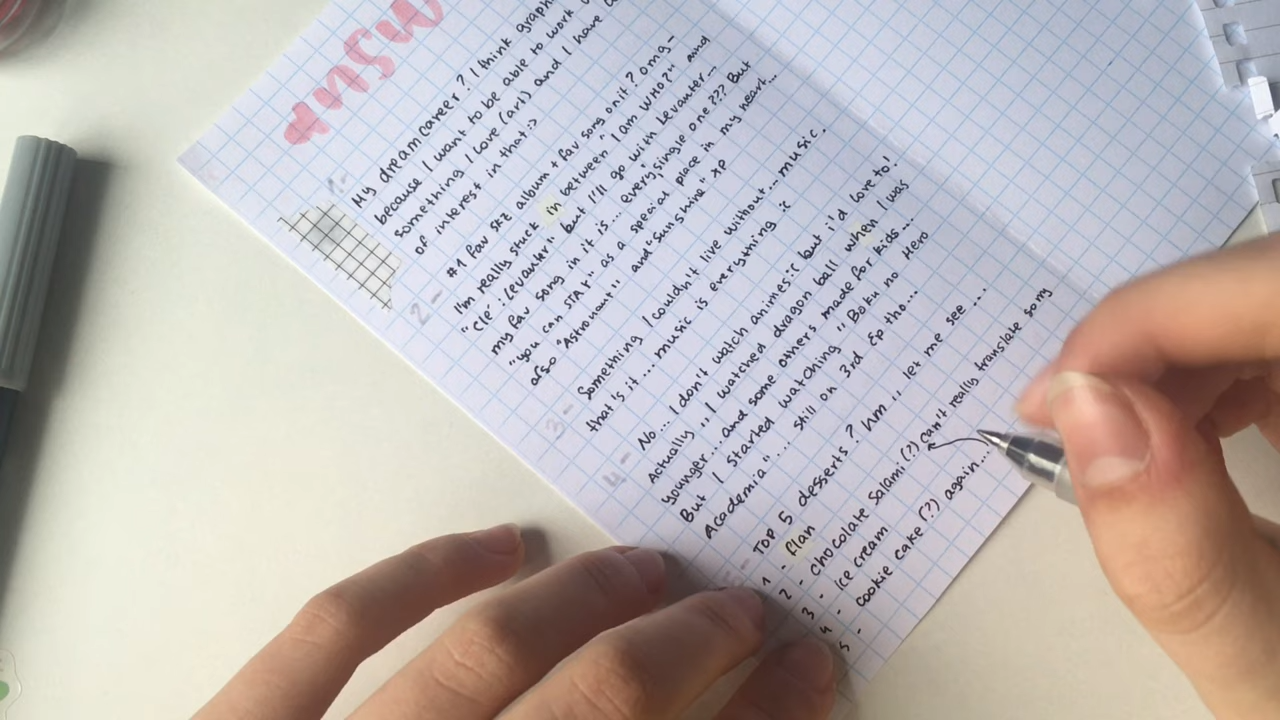 answ
1- My dream career? I think graph
because I want to be able to work
something I love (art) and I have
of interest in that :)
2- #1 fav stz album + fav song on it? omg-
I'm really stuck in between "I am WHO?" and
"Clé: Levanter" but I'll go with Levanter...
my fav song in it is... every single one??? But
"you can STAY" as a special place in my heart...
also "Astronaut" and "sunshine" xp
3- Something I couldn't live without... music.
that's it... music is everything :c
4- No... I don't watch animes :c but i'd love to!
Actually,, I watched dragon ball when I was
younger... and some others made for kids...
But I started watching "Boku no Hero
Academia"... still on 3rd Ep tho...
5- TOP 5 desserts? hm,, let me see...
1 - flan
2 - chocolate salami (?) can't really translate sorry
3 - ice cream
4 - cookie cake (?) again...
5 -